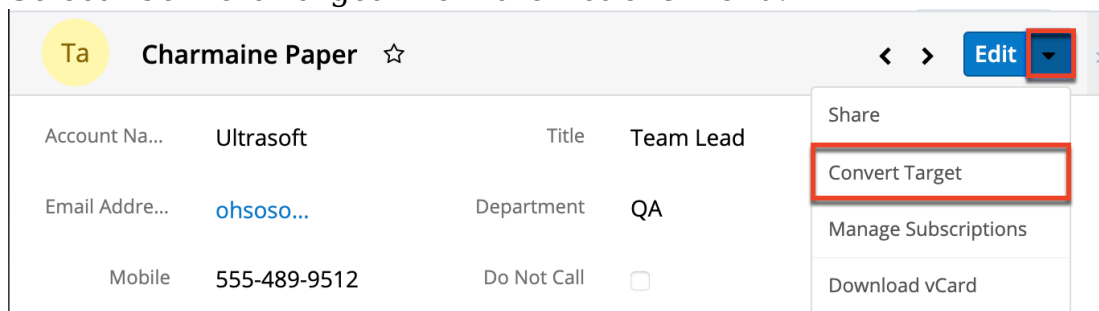 Ta
Charmaine Paper
Edit
Account Na... Ultrasoft Title Team Lead
Email Addre... ohsoso... Department QA
Mobile 555-489-9512 Do Not Call
Share
Convert Target
Manage Subscriptions
Download vCard